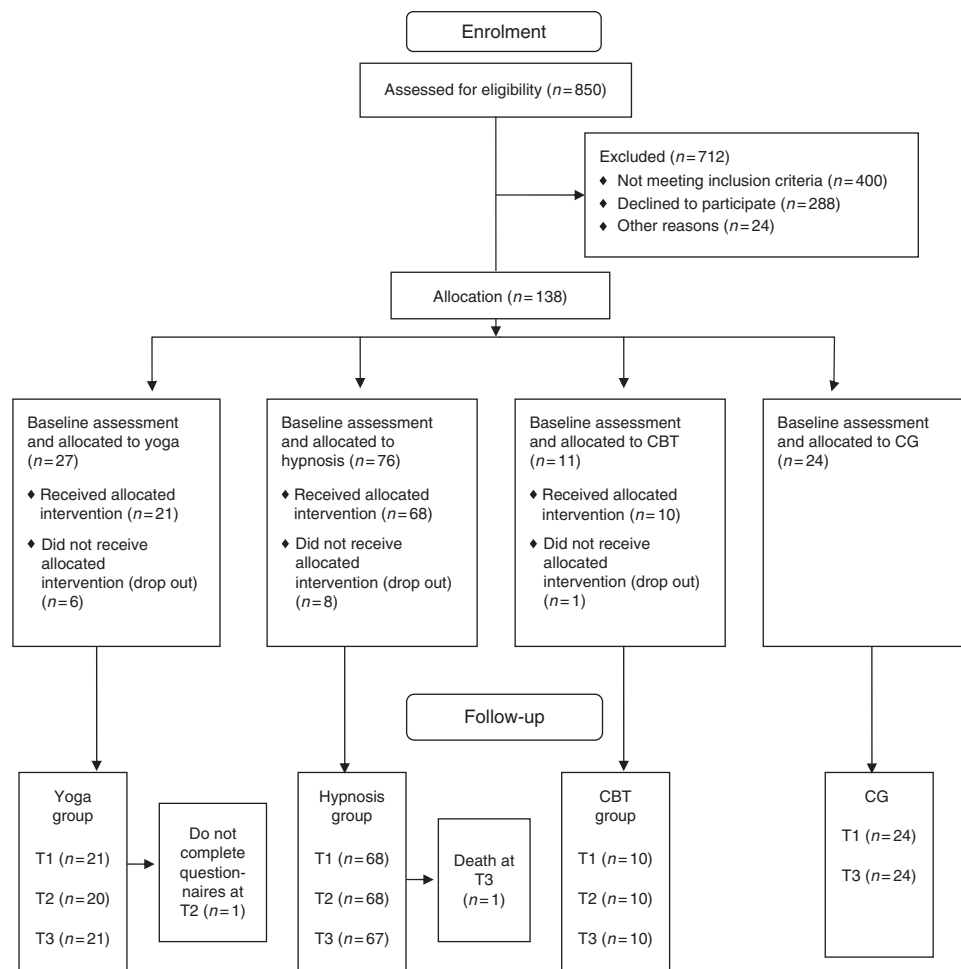 Enrolment
Assessed for eligibility (n=850)
Excluded (n=712)
♦ Not meeting inclusion criteria (n=400)
♦ Declined to participate (n=288)
♦ Other reasons (n=24)
Allocation (n=138)
Baseline assessment
and allocated to yoga
(n=27)
♦ Received allocated
intervention (n=21)
♦ Did not receive
allocated
intervention (drop out)
(n=6)
Baseline assessment
and allocated to
hypnosis (n=76)
♦ Received allocated
intervention (n=68)
♦ Did not receive
allocated
intervention (drop out)
(n=8)
Baseline assessment
and allocated to CBT
(n=11)
♦ Received allocated
intervention (n=10)
♦ Did not receive
allocated
intervention (drop out)
(n=1)
Baseline assessment
and allocated to CG
(n=24)
Follow-up
Yoga
group
T1 (n=21)
T2 (n=20)
T3 (n=21)
Do not
complete
question-
naires at
T2 (n=1)
Hypnosis
group
T1 (n=68)
T2 (n=68)
T3 (n=67)
Death at
T3
(n=1)
CBT
group
T1 (n=10)
T2 (n=10)
T3 (n=10)
CG
T1 (n=24)
T3 (n=24)